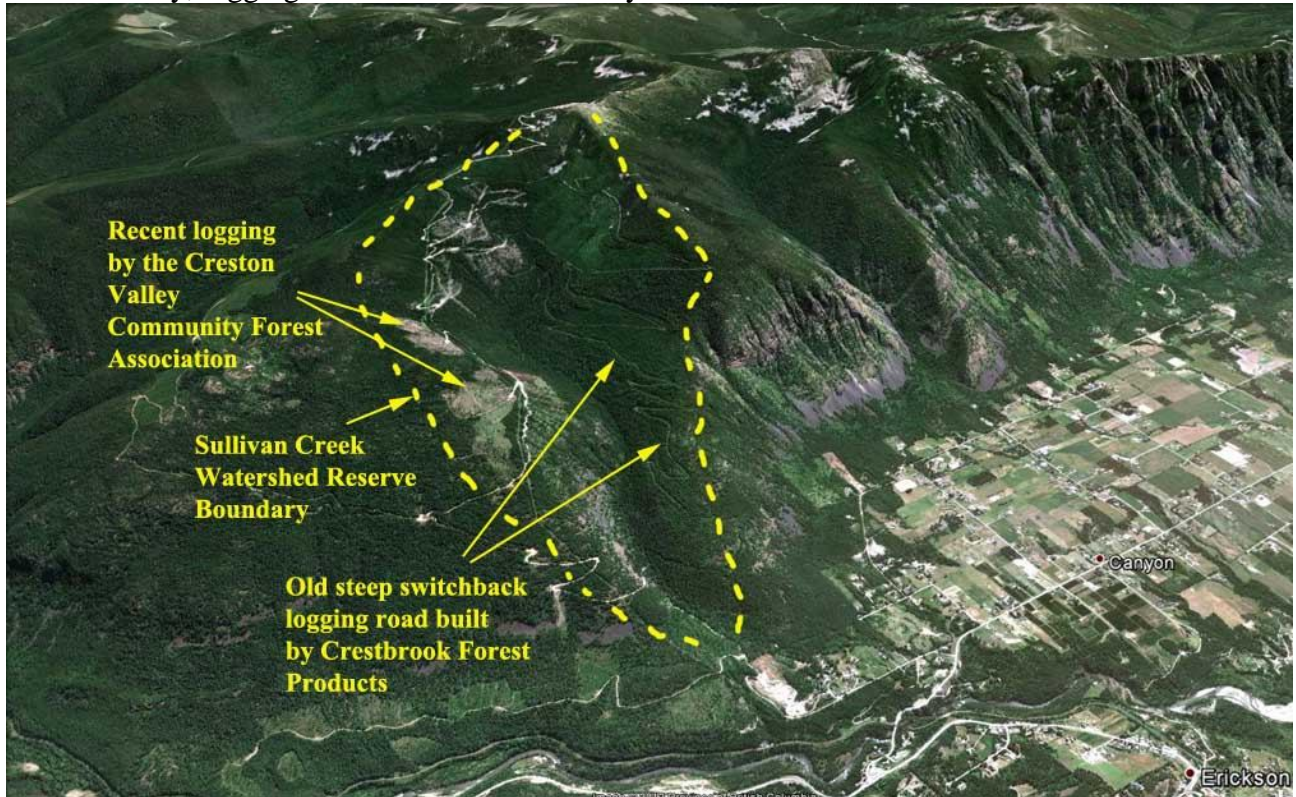 Recent logging
by the Creston
Valley
Community Forest
Association
Sullivan Creek
Watershed Reserve
Boundary
Old steep switchback
logging road built
by Crestbrook Forest
Products
Canyon
Erickson